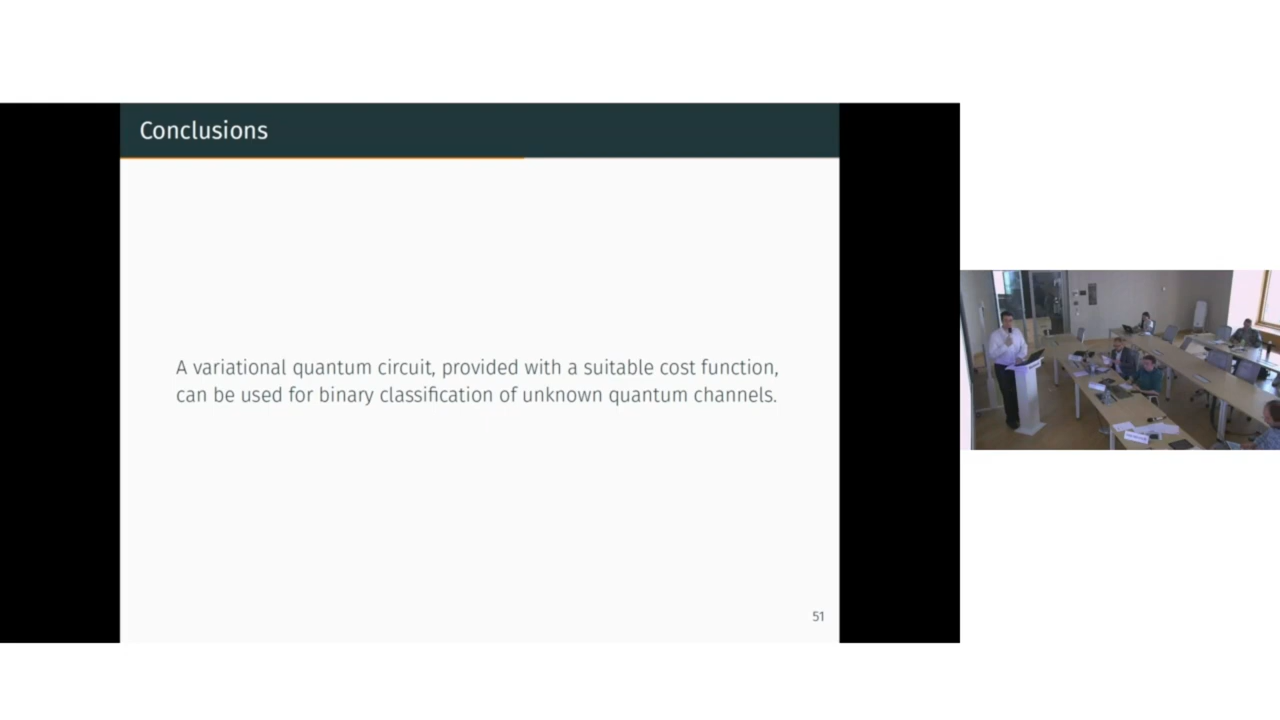 Conclusions
A variational quantum circuit, provided with a suitable cost function,
can be used for binary classification of unknown quantum channels.
51